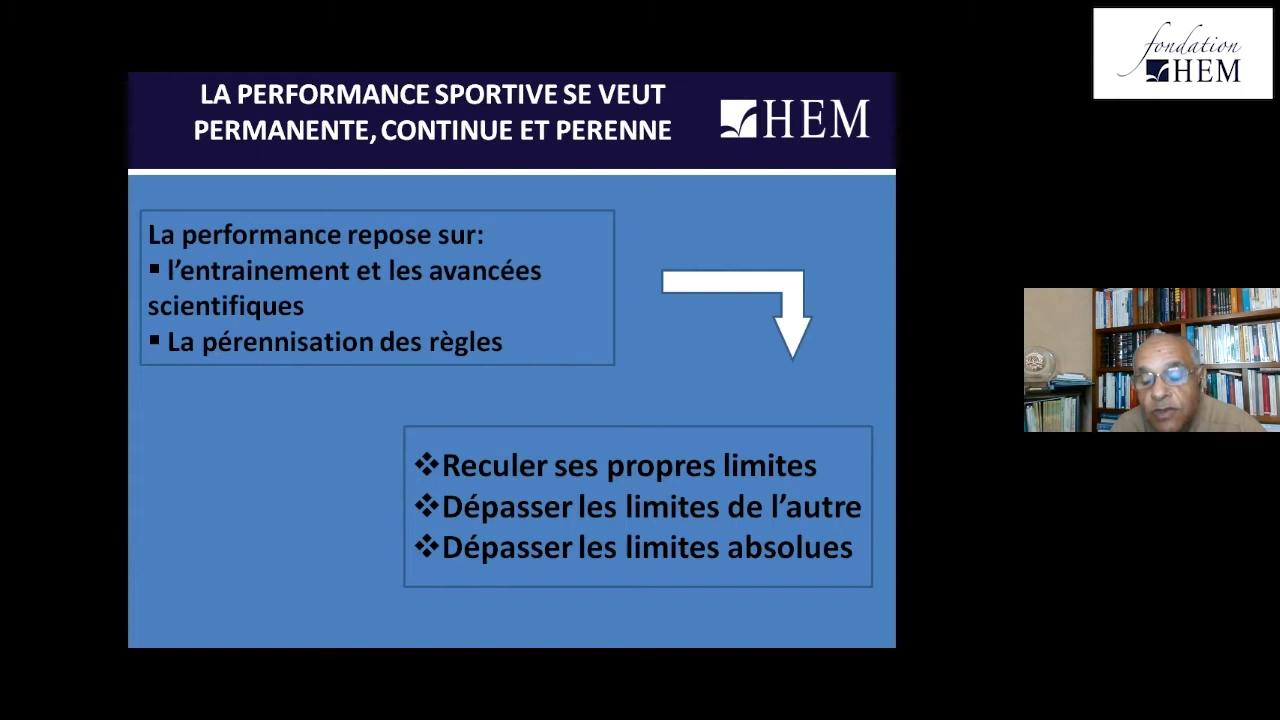 fondation
HEM
LA PERFORMANCE SPORTIVE SE VEUT
PERMANENTE, CONTINUE ET PERENNE
HEM
La performance repose sur:
▪ l’entrainement et les avancées
scientifiques
▪ La pérennisation des règles
❖Reculer ses propres limites
❖Dépasser les limites de l’autre
❖Dépasser les limites absolues